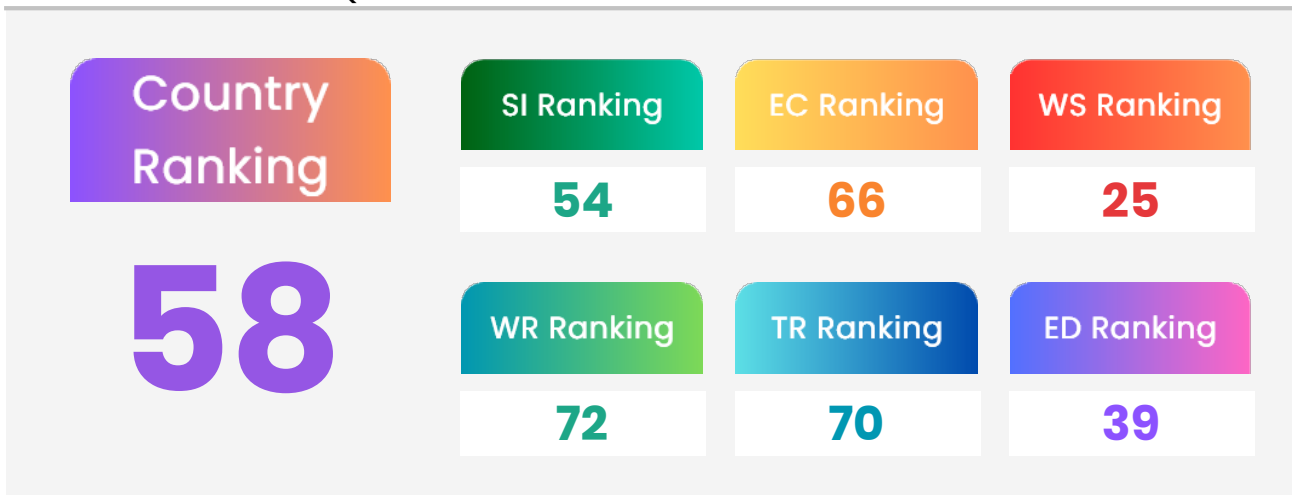 Country
Ranking
58
SI Ranking
54
EC Ranking
66
WS Ranking
25
WR Ranking
72
TR Ranking
70
ED Ranking
39